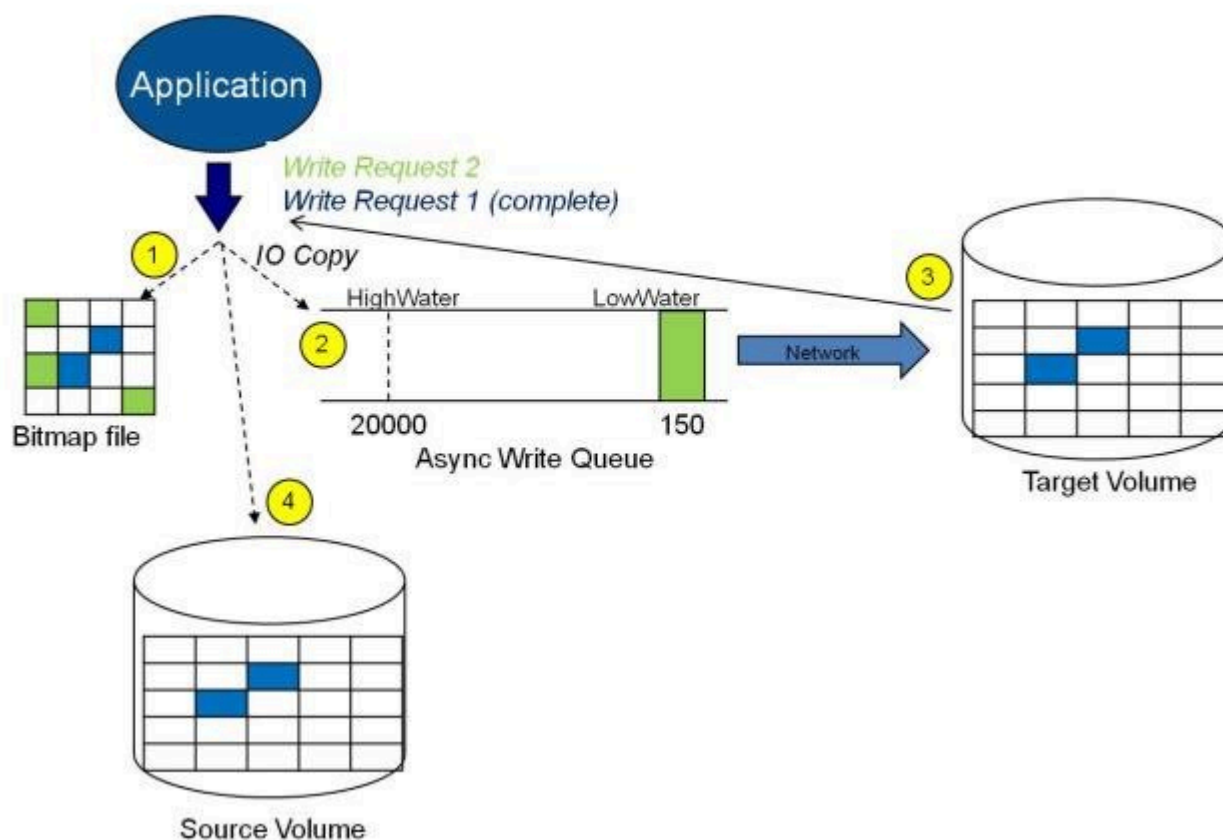 Application
Write Request 2
Write Request 1 (complete)
1
IO Copy
3
HighWater
LowWater
2
Network
20000
150
Bitmap file
Async Write Queue
Target Volume
4
Source Volume